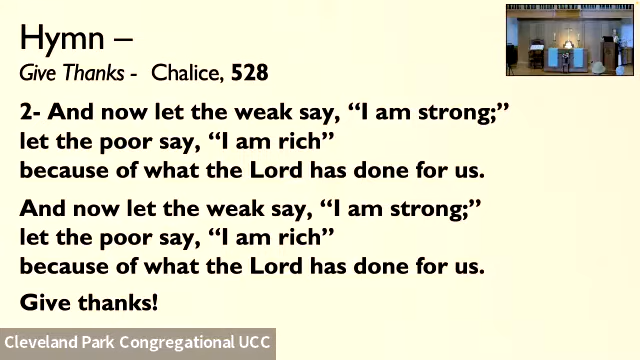 Hymn –
Give Thanks - Chalice, 528
2- And now let the weak say, “I am strong;”
let the poor say, “I am rich”
because of what the Lord has done for us.
And now let the weak say, “I am strong;”
let the poor say, “I am rich”
because of what the Lord has done for us.
Give thanks!
Cleveland Park Congregational UCC